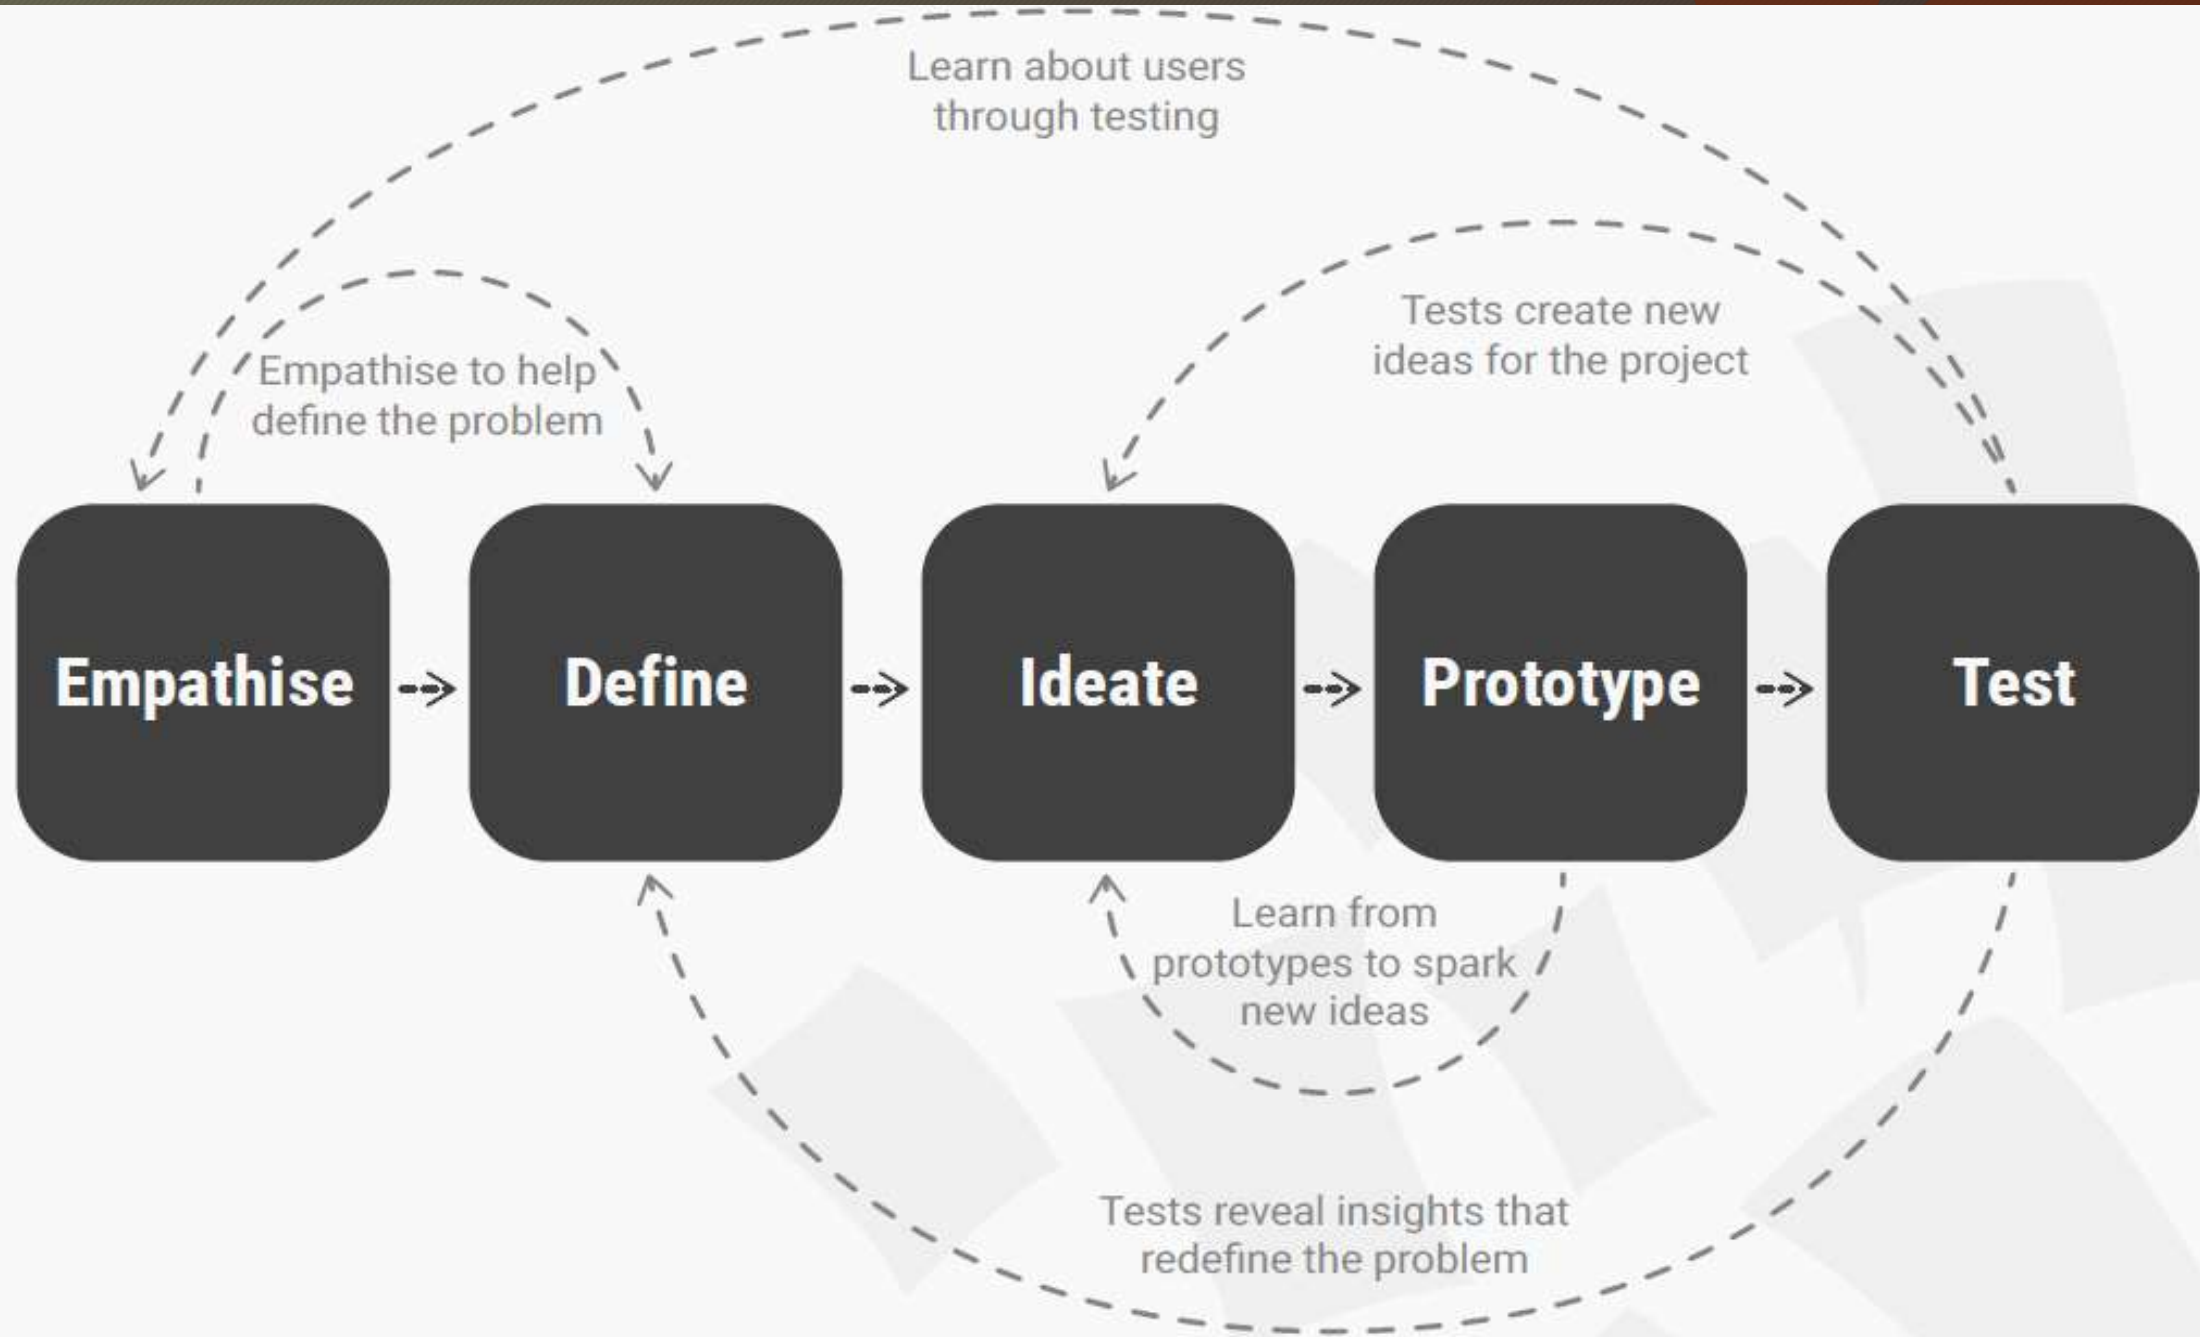 Learn about users
through testing
Tests create new
ideas for the project
Empathise to help
define the problem
Empathise
Define
Ideate
Prototype
Test
Learn from
prototypes to spark
new ideas
Tests reveal insights that
redefine the problem